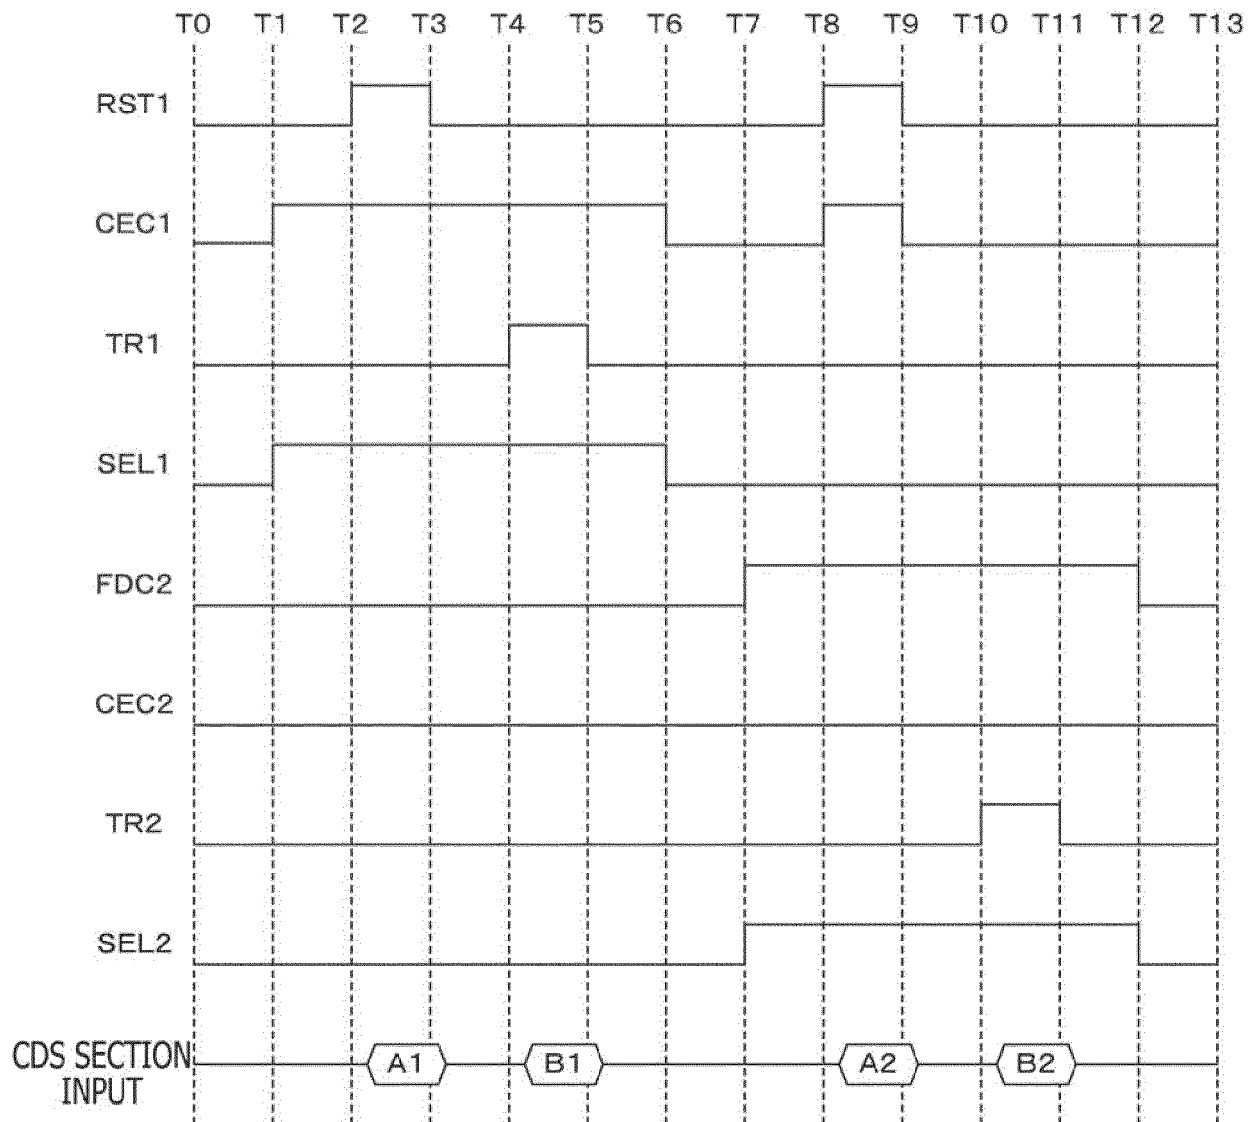 T0 T1 T2 T3 T4 T5 T6 T7 T8 T9 T10 T11 T12 T13
RST1
CEC1
TR1
SEL1
FDC2
CEC2
TR2
SEL2
CDS SECTION
INPUT
A1 B1 A2 B2